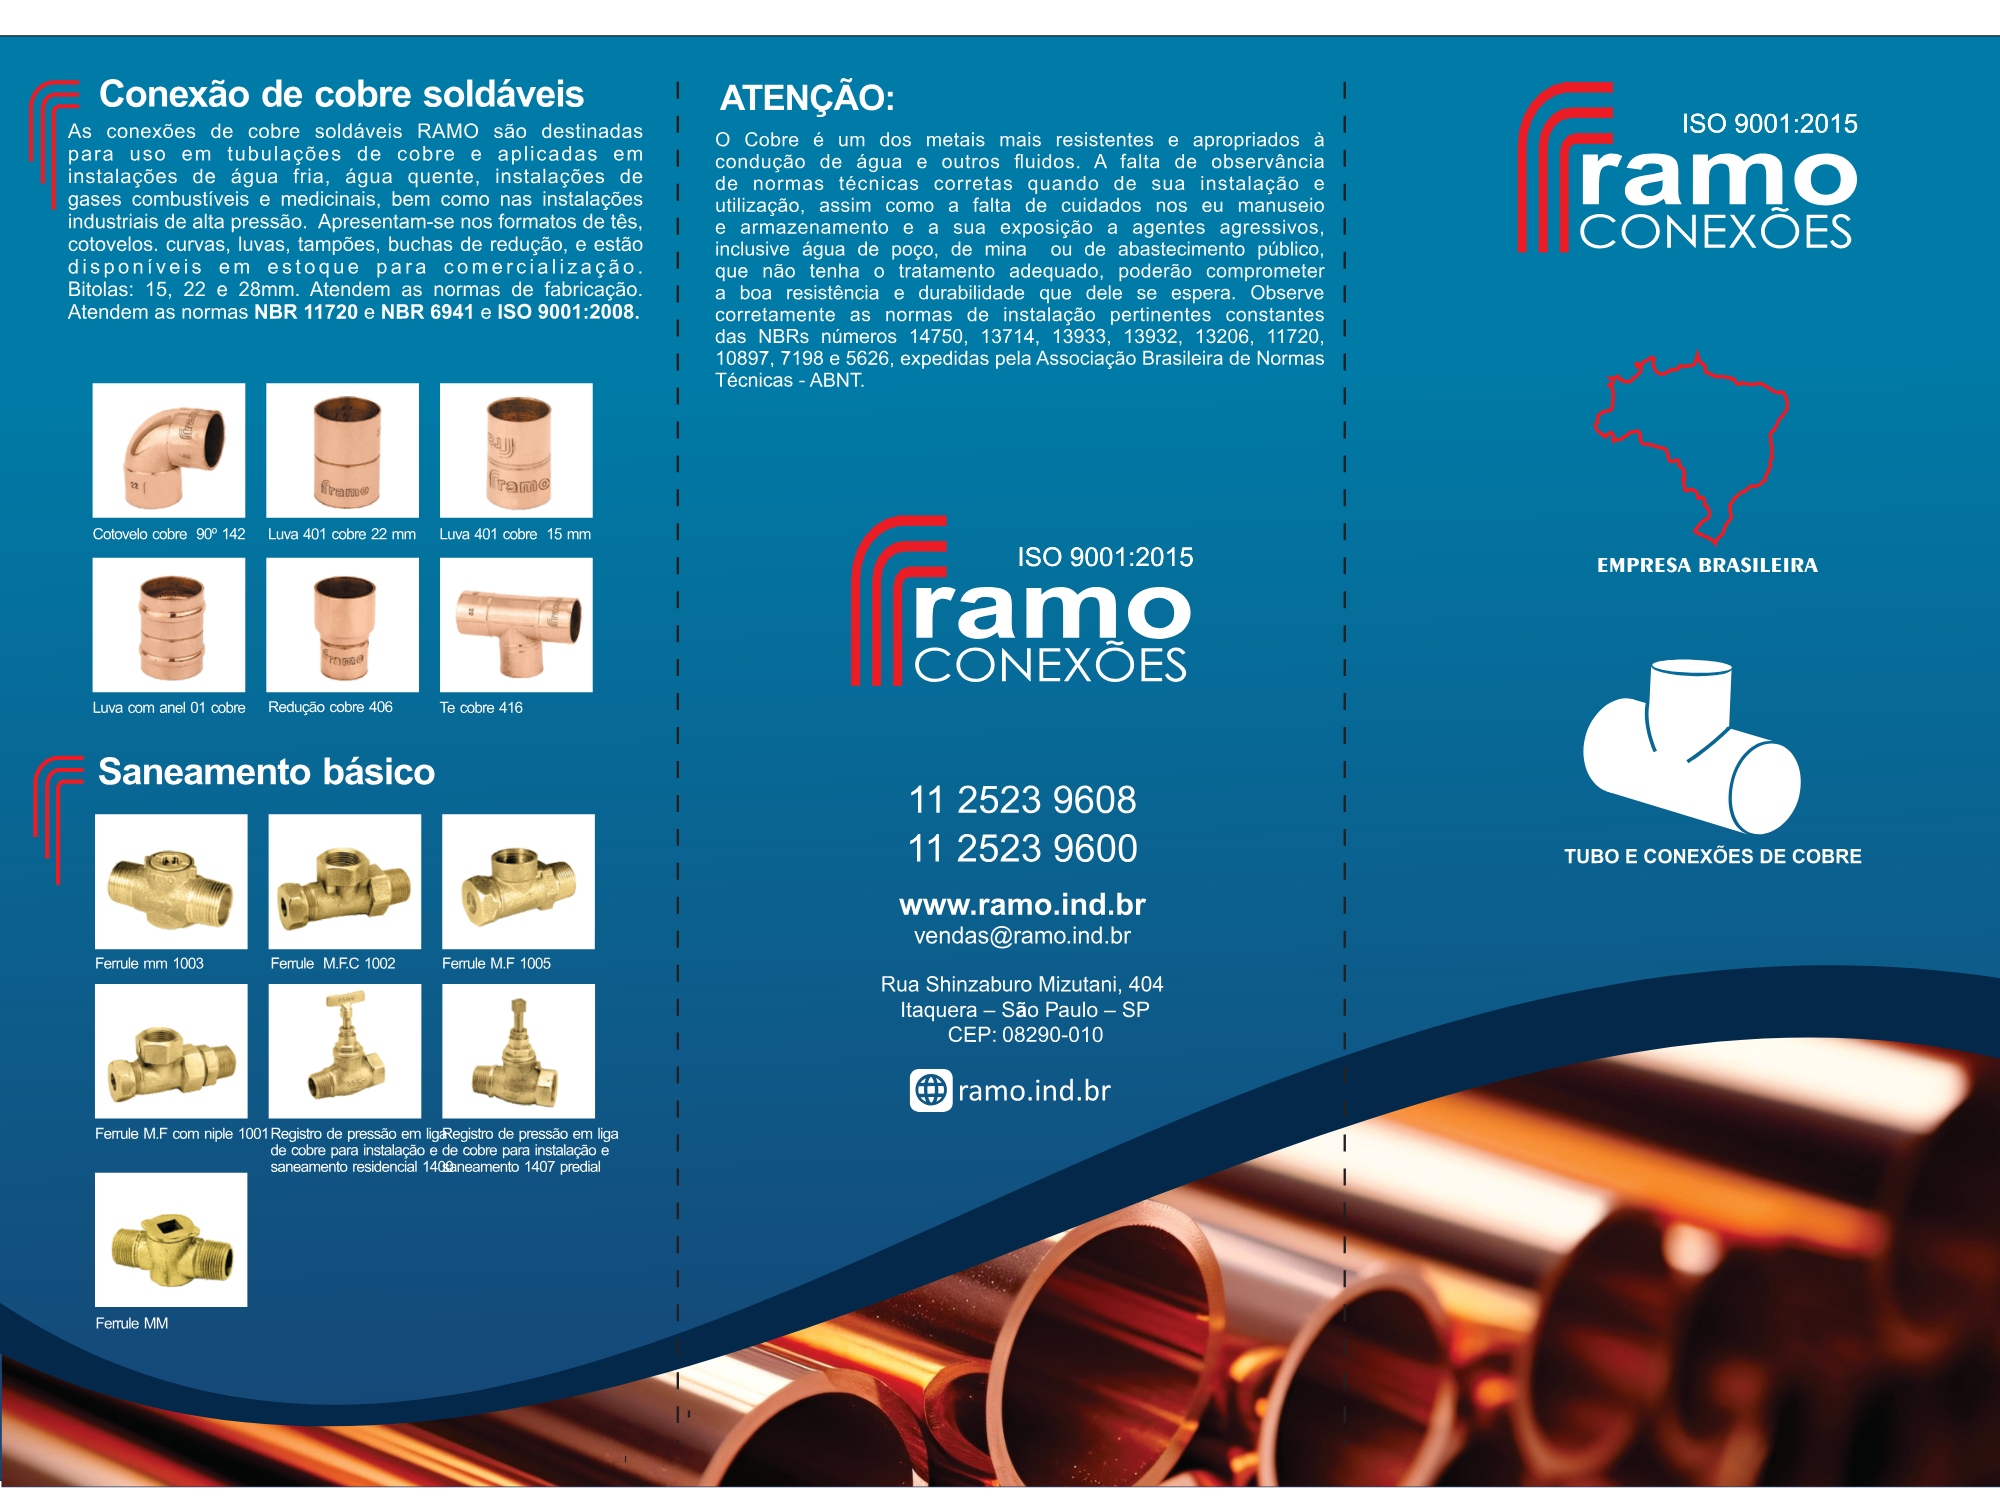 Conexão de cobre soldáveis
As conexões de cobre soldáveis RAMO são destinadas
para uso em tubulações de cobre e aplicadas em
instalações de água fria, água quente, instalações de
gases combustíveis e medicinais, bem como nas instalações
industriais de alta pressão. Apresentam-se nos formatos de tês,
cotovelos. curvas, luvas, tampões, buchas de redução, e estão
disponíveis em estoque para comercialização.
Bitolas: 15, 22 e 28mm. Atendem as normas de fabricação.
Atendem as normas NBR 11720 e NBR 6941 e ISO 9001:2008.
Cotovelo cobre 90º 142
Luva 401 cobre 22 mm
Luva 401 cobre 15 mm
Luva com anel 01 cobre
Redução cobre 406
Te cobre 416
Saneamento básico
Ferrule mm 1003
Ferrule M.F.C 1002
Ferrule M.F 1005
Ferrule M.F com niple 1001
Registro de pressão em liga
de cobre para instalação e
saneamento residencial 1400
Registro de pressão em liga
de cobre para instalação e
saneamento 1407 predial
Ferrule MM
ATENÇÃO:
O Cobre é um dos metais mais resistentes e apropriados à
condução de água e outros fluidos. A falta de observância
de normas técnicas corretas quando de sua instalação e
utilização, assim como a falta de cuidados nos eu manuseio
e armazenamento e a sua exposição a agentes agressivos,
inclusive água de poço, de mina ou de abastecimento público,
que não tenha o tratamento adequado, poderão comprometer
a boa resistência e durabilidade que dele se espera. Observe
corretamente as normas de instalação pertinentes constantes
das NBRs números 14750, 13714, 13933, 13932, 13206, 11720,
10897, 7198 e 5626, expedidas pela Associação Brasileira de Normas
Técnicas - ABNT.
ISO 9001:2015
ramo
CONEXÕES
11 2523 9608
11 2523 9600
www.ramo.ind.br
vendas@ramo.ind.br
Rua Shinzaburo Mizutani, 404
Itaquera – São Paulo – SP
CEP: 08290-010
ramo.ind.br
ISO 9001:2015
ramo
CONEXÕES
EMPRESA BRASILEIRA
TUBO E CONEXÕES DE COBRE